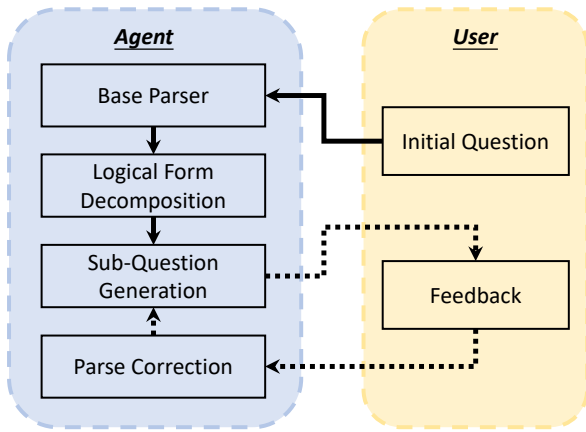 Agent
Base Parser
Logical Form
Decomposition
Sub-Question
Generation
Parse Correction
User
Initial Question
Feedback